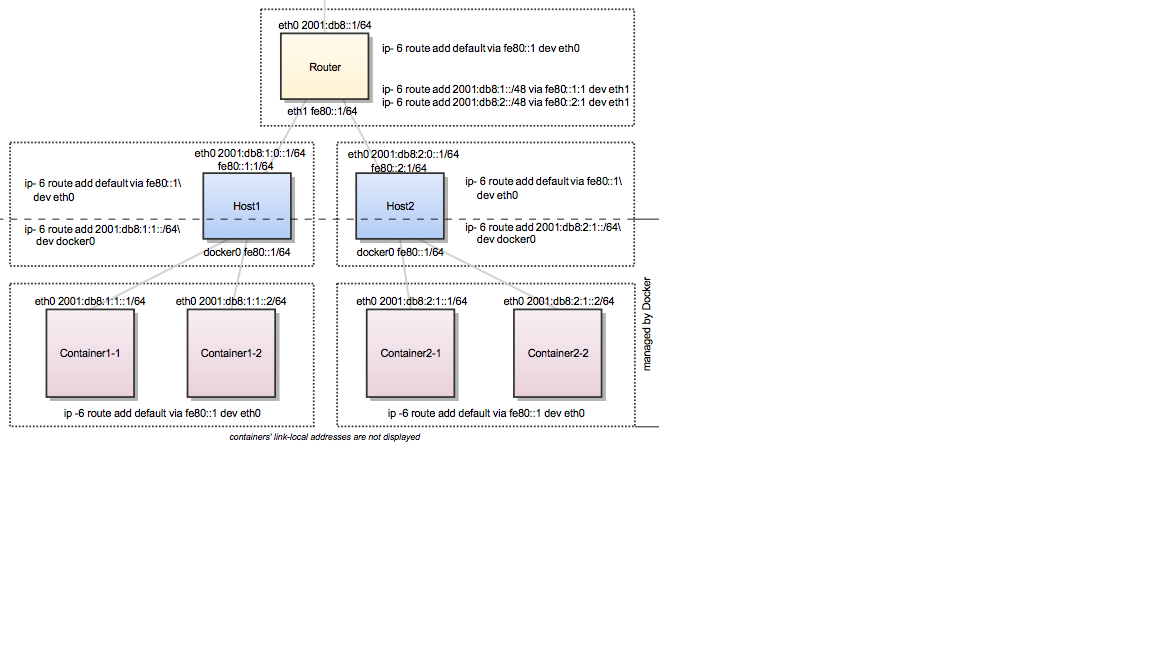 eth0 2001:db8::1/64
ip- 6 route add default via fe80::1 dev eth0
Router
ip- 6 route add 2001:db8:1::/48 via fe80::1:1 dev eth1
ip- 6 route add 2001:db8:2::/48 via fe80::2:1 dev eth1
eth1 fe80::1/64
eth0 2001:db8:1:0::1/64
fe80::1:1/64
ip- 6 route add default via fe80::1\
dev eth0
Host1
ip- 6 route add 2001:db8:1:1::/64\
dev docker0
docker0 fe80::1/64
eth0 2001:db8:2:0::1/64
fe80::2:1/64
ip- 6 route add default via fe80::1\
dev eth0
Host2
ip- 6 route add 2001:db8:2:1::/64\
dev docker0
docker0 fe80::1/64
eth0 2001:db8:1:1::1/64
eth0 2001:db8:1:1::2/64
Container1-1
Container1-2
ip -6 route add default via fe80::1 dev eth0
eth0 2001:db8:2:1::1/64
eth0 2001:db8:2:1::2/64
Container2-1
Container2-2
ip -6 route add default via fe80::1 dev eth0
managed by Docker
containers' link-local addresses are not displayed